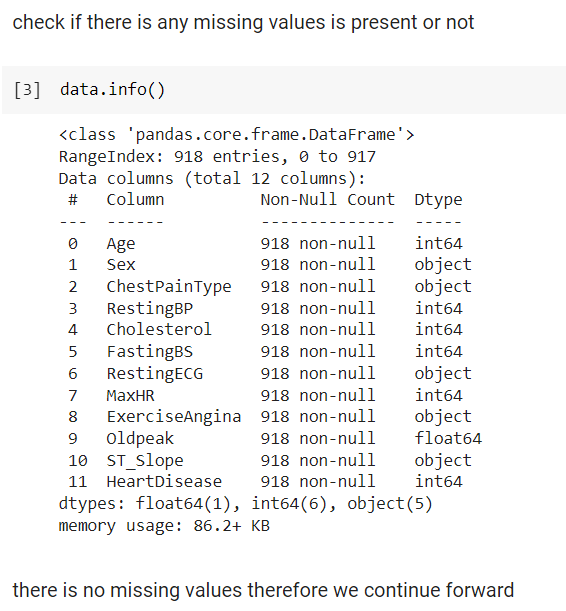 check if there is any missing values is present or not
[3] data.info()
<class 'pandas.core.frame.DataFrame'>
RangeIndex: 918 entries, 0 to 917
Data columns (total 12 columns):
 #   Column          Non-Null Count  Dtype
---  ------          --------------  -----
 0   Age             918 non-null    int64
 1   Sex             918 non-null    object
 2   ChestPainType   918 non-null    object
 3   RestingBP       918 non-null    int64
 4   Cholesterol     918 non-null    int64
 5   FastingBS       918 non-null    int64
 6   RestingECG      918 non-null    object
 7   MaxHR           918 non-null    int64
 8   ExerciseAngina  918 non-null    object
 9   Oldpeak         918 non-null    float64
 10  ST_Slope        918 non-null    object
 11  HeartDisease    918 non-null    int64
dtypes: float64(1), int64(6), object(5)
memory usage: 86.2+ KB
there is no missing values therefore we continue forward